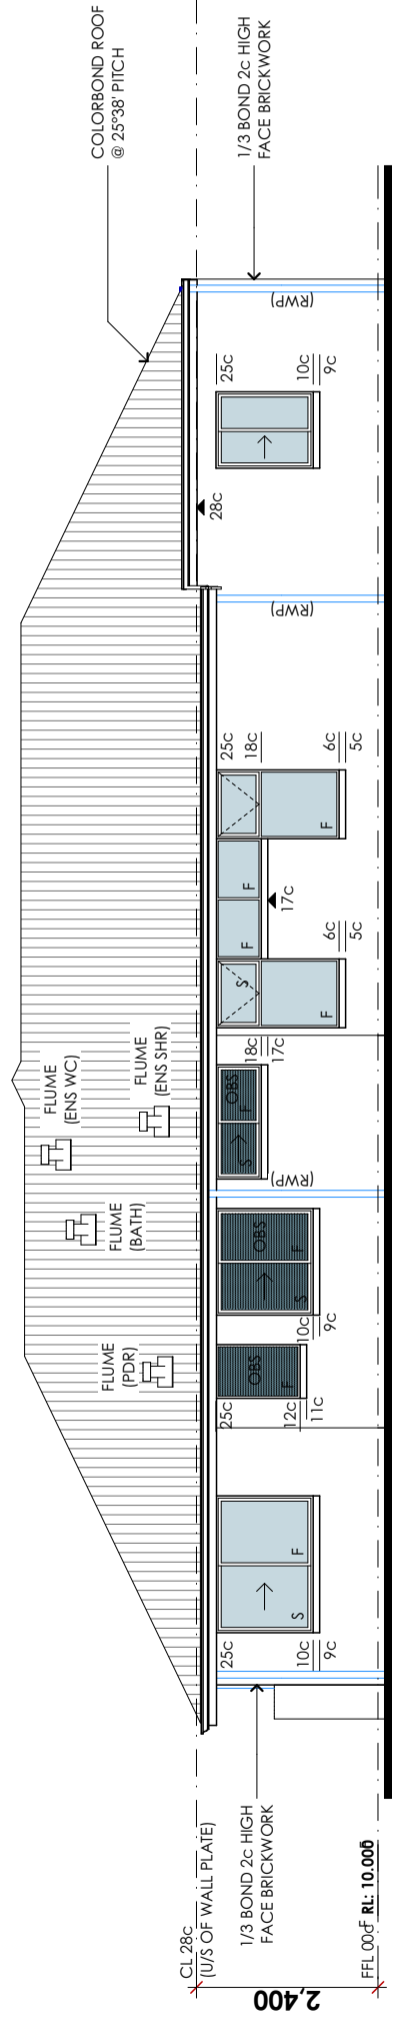 COLORBOND ROOF
@ 25°38' PITCH
1/3 BOND 2c HIGH
FACE BRICKWORK
(RWP)
25c
10c
9c
28c
(RWP)
25c
18c
6c
5c
F
F
F
17c
6c
5c
S
F
FLUME
(ENS WC)
FLUME
(ENS SHR)
18c
17c
OBS
S
F
(RWP)
FLUME
(BATH)
OBS
S
F
10c
9c
FLUME
(PDR)
OBS
F
25c
12c
11c
S
F
25c
10c
9c
CL 28c
(U/S OF WALL PLATE)
1/3 BOND 2c HIGH
FACE BRICKWORK
2,400
FFL 00c RL: 10.000